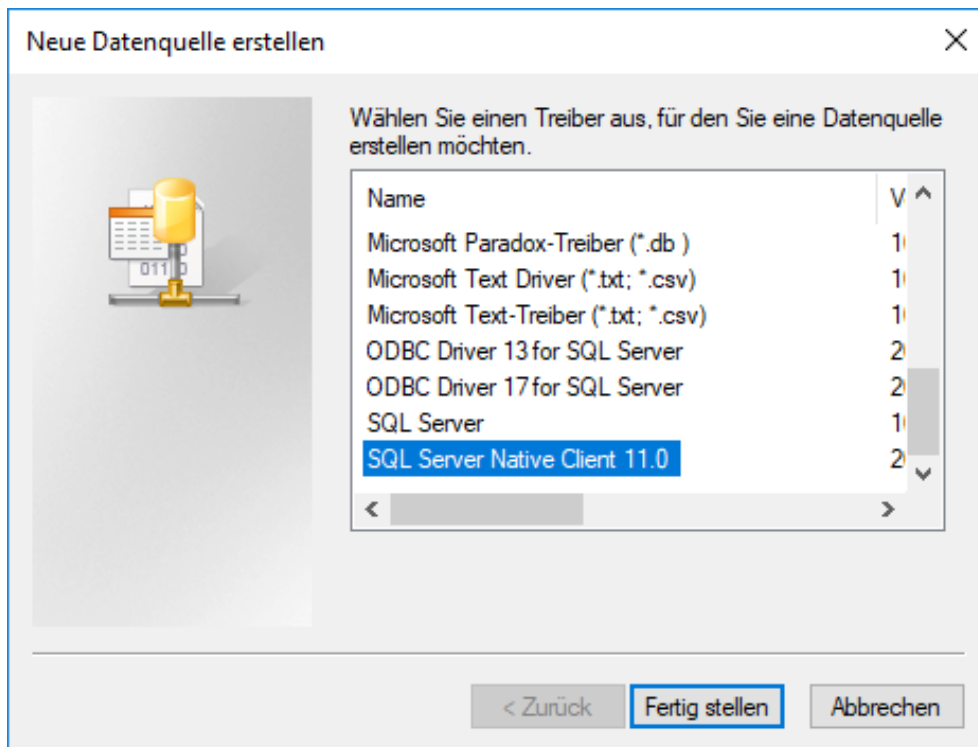 Neue Datenquelle erstellen
Wählen Sie einen Treiber aus, für den Sie eine Datenquelle
erstellen möchten.
Name
Microsoft Paradox-Treiber (*.db ) 
Microsoft Text Driver (*.txt; *.csv)
Microsoft Text-Treiber (*.txt; *.csv)
ODBC Driver 13 for SQL Server
ODBC Driver 17 for SQL Server
SQL Server
SQL Server Native Client 11.0
< Zurück Fertig stellen Abbrechen